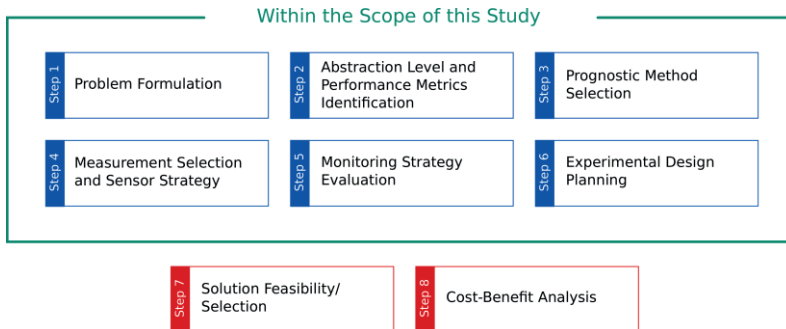 Within the Scope of this Study
Step 1
Problem Formulation
Step 2
Abstraction Level and
Performance Metrics
Identification
Step 3
Prognostic Method
Selection
Step 4
Measurement Selection
and Sensor Strategy
Step 5
Monitoring Strategy
Evaluation
Step 6
Experimental Design
Planning
Step 7
Solution Feasibility/
Selection
Step 8
Cost-Benefit Analysis